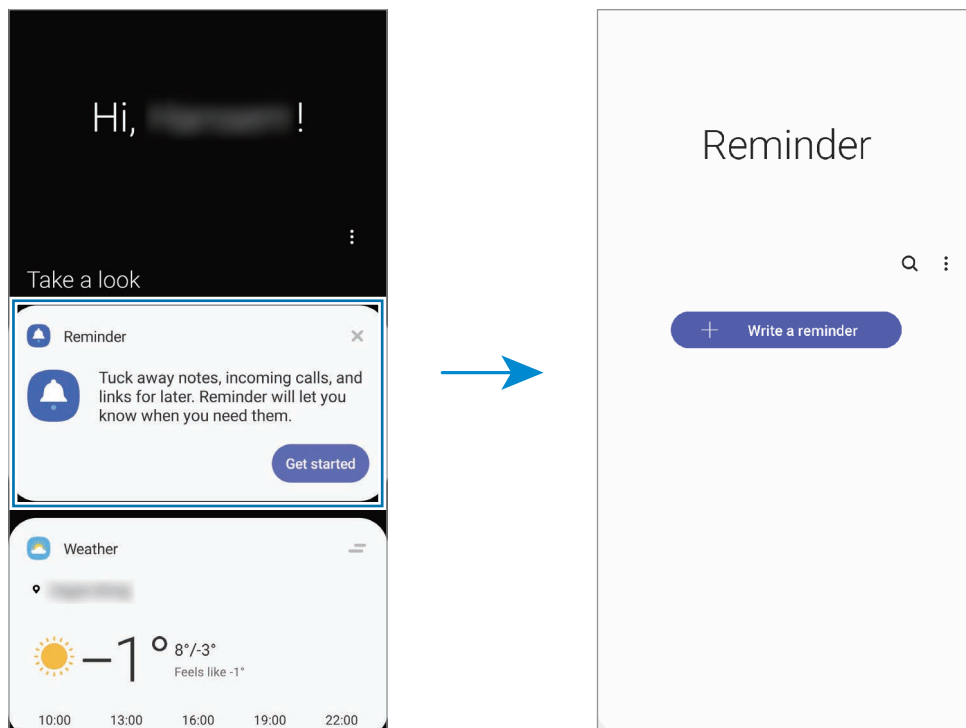 Hi, !
Take a look
Reminder
Tuck away notes, incoming calls, and
links for later. Reminder will let you
know when you need them.
Get started
Weather
-1°
8°/-3°
Feels like -1°
10:00 13:00 16:00 19:00 22:00
Reminder
Write a reminder